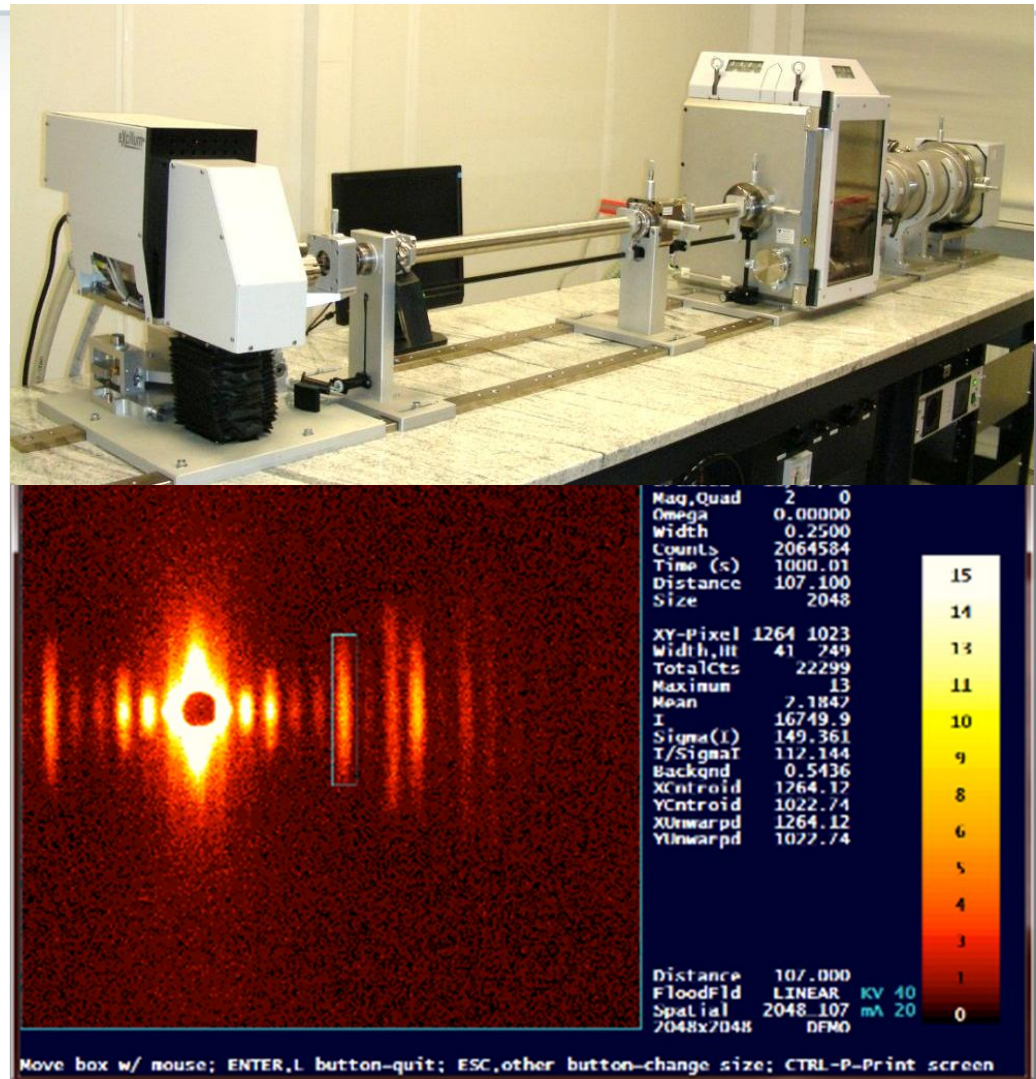 excillum
Mag.Quad 2 0
Omega 0.00000
Width 0.2500
Counts 2064584
Time (s) 1000.01
Distance 107.100
Size 2048
XY-Pixel 1264 1023
Width,Ht 41 249
TotalCts 22299
Maximum 13
Mean 2.1842
I 16749.9
Sigma(I) 149.361
I/SigmaI 112.144
Backgnd 0.5436
XCntroid 1264.12
YCntroid 1022.74
XUnwarpd 1264.12
YUnwarpd 1022.74
15
14
13
11
10
9
8
6
5
4
3
1
0
Distance 107.000
FloodFld LINEAR KV 40
Spatial 2048_107 mA 20
2048x2048 DEMO
Move box w/ mouse; ENTER,L button-quit; ESC,other button-change size; CTRL-P-Print screen